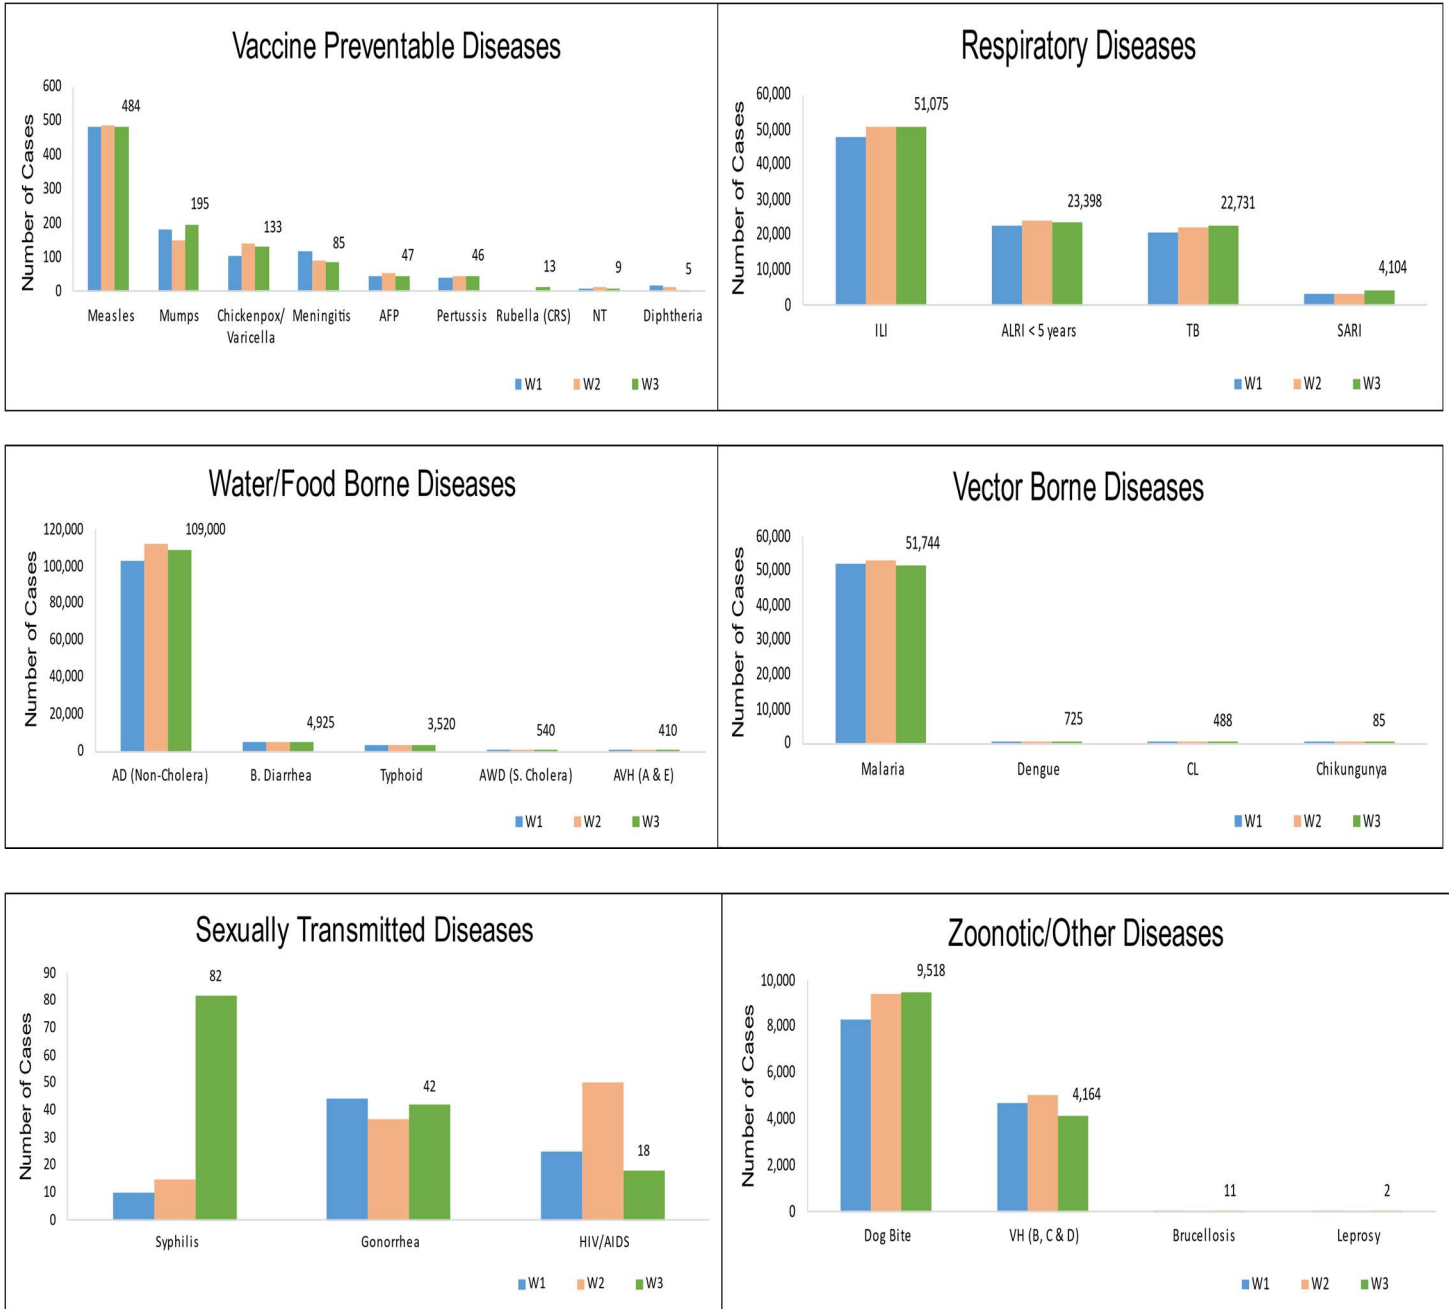 Vaccine Preventable Diseases
Number of Cases
600
500
400
300
200
100
0
484
195
133
85
47
46
13
9
5
Measles
Mumps
Chickenpox/
Varicella
Meningitis
AFP
Pertussis
Rubella (CRS)
NT
Diphtheria
W1 W2 W3
Respiratory Diseases
Number of Cases
60,000
50,000
40,000
30,000
20,000
10,000
0
51,075
23,398
22,731
4,104
ILI
ALRI < 5 years
TB
SARI
W1 W2 W3
Water/Food Borne Diseases
Number of Cases
120,000
100,000
80,000
60,000
40,000
20,000
0
109,000
4,925
3,520
540
410
AD (Non-Cholera)
B. Diarrhea
Typhoid
AWD (S. Cholera)
AVH (A & E)
W1 W2 W3
Vector Borne Diseases
Number of Cases
60,000
50,000
40,000
30,000
20,000
10,000
0
51,744
725
488
85
Malaria
Dengue
CL
Chikungunya
W1 W2 W3
Sexually Transmitted Diseases
Number of Cases
90
80
70
60
50
40
30
20
10
0
82
42
18
Syphilis
Gonorrhea
HIV/AIDS
W1 W2 W3
Zoonotic/Other Diseases
Number of Cases
10,000
8,000
6,000
4,000
2,000
0
9,518
4,164
11
2
Dog Bite
VH (B, C & D)
Brucellosis
Leprosy
W1 W2 W3